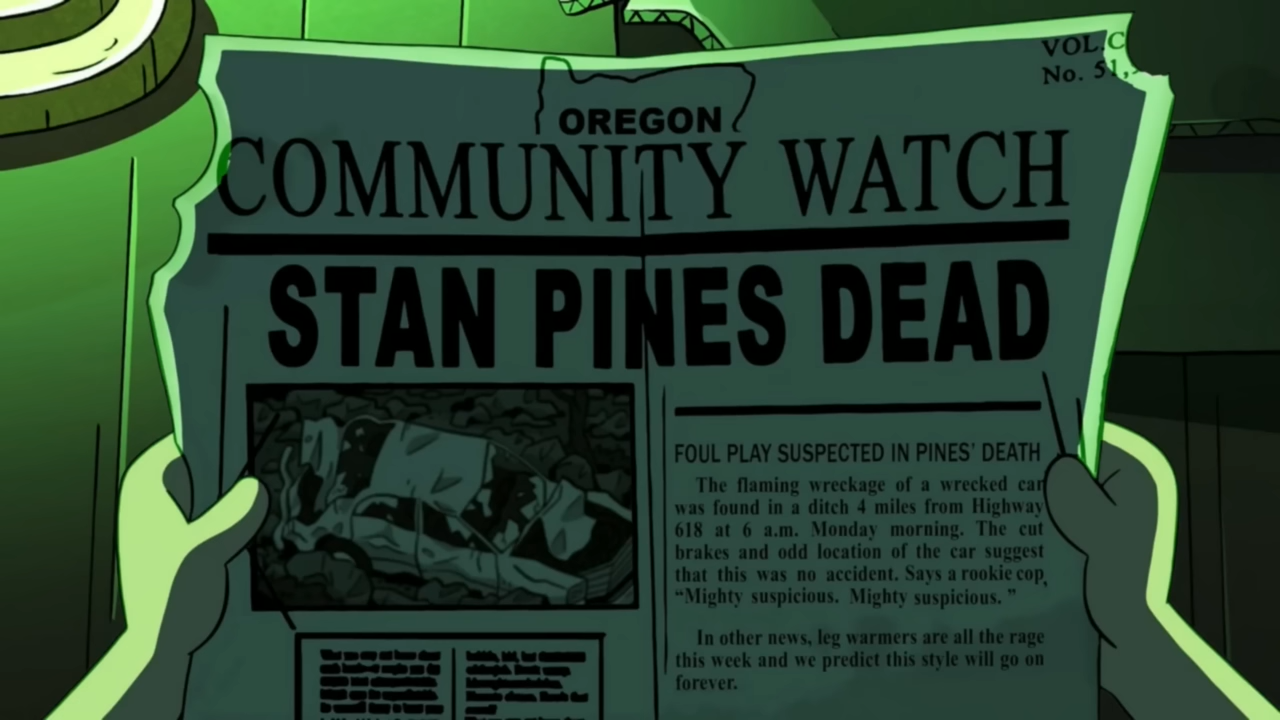 VOL.C
No. 51,
OREGON
COMMUNITY WATCH
STAN PINES DEAD
FOUL PLAY SUSPECTED IN PINES' DEATH
The flaming wreckage of a wrecked car
was found in a ditch 4 miles from Highway
618 at 6 a.m. Monday morning. The cut
brakes and odd location of the car suggest
that this was no accident. Says a rookie cop,
“Mighty suspicious. Mighty suspicious. ”
In other news, leg warmers are all the rage
this week and we predict this style will go on
forever.